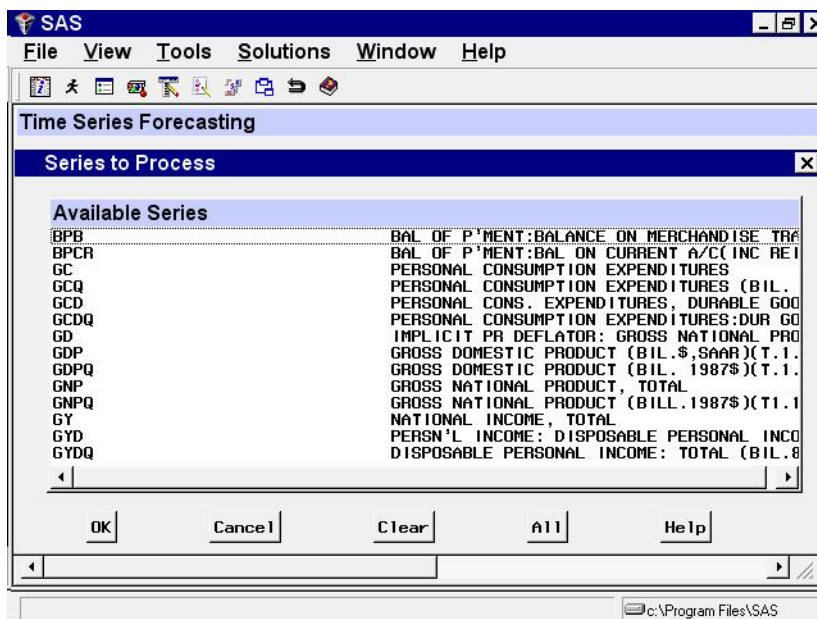 SAS
File View Tools Solutions Window Help
Time Series Forecasting
Series to Process
Available Series
BPB BAL OF P'MENT:BALANCE ON MERCHANDISE TRA
BPCR BAL OF P'MENT:BAL ON CURRENT A/C( INC REI
GC PERSONAL CONSUMPTION EXPENDITURES
GCQ PERSONAL CONSUMPTION EXPENDITURES (BIL.
GCD PERSONAL CONS. EXPENDITURES, DURABLE GOO
GCDQ PERSONAL CONSUMPTION EXPENDITURES:DUR GO
GD IMPLICIT PR DEFLATOR: GROSS NATIONAL PRO
GDP GROSS DOMESTIC PRODUCT (BIL.$,SAAR)(T.1.
GDPQ GROSS DOMESTIC PRODUCT (BIL. 1987$)(T.1.
GNP GROSS NATIONAL PRODUCT, TOTAL
GNPQ GROSS NATIONAL PRODUCT (BILL.1987$)(T1.1
GY NATIONAL INCOME, TOTAL
GYD PERSN'L INCOME: DISPOSABLE PERSONAL INCO
GYDQ DISPOSABLE PERSONAL INCOME: TOTAL (BIL.8
OK Cancel Clear All Help
c:\Program Files\SAS